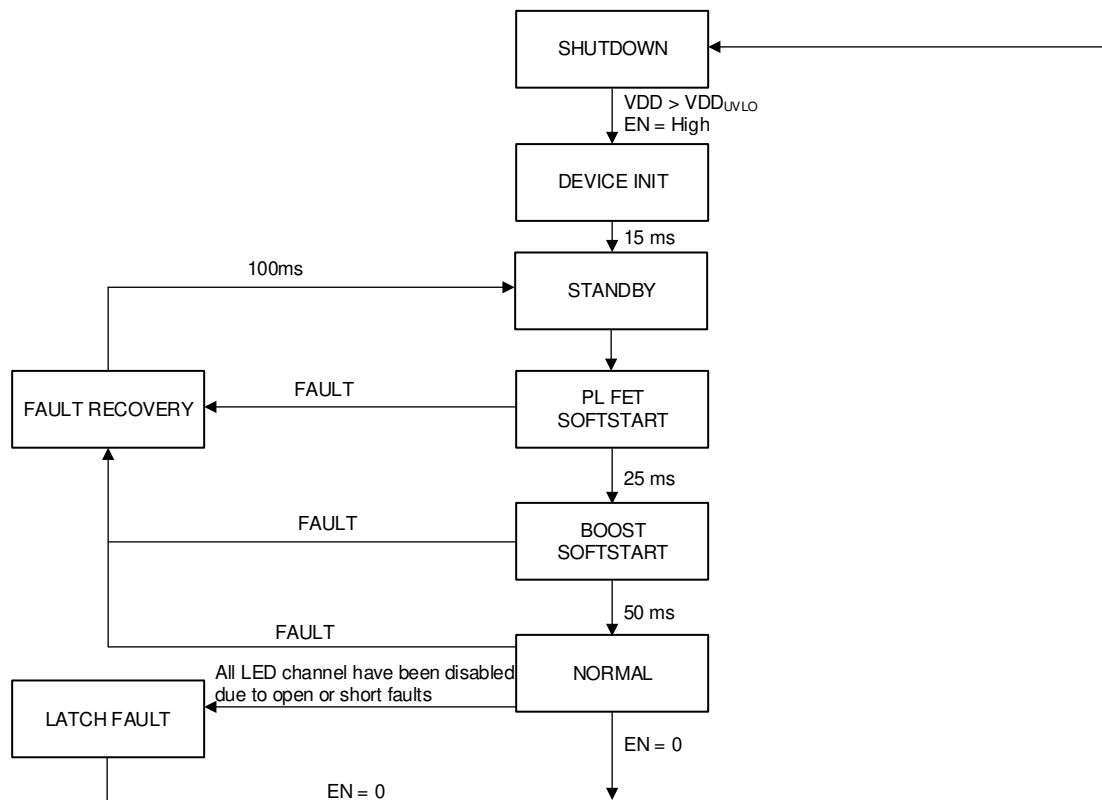 SHUTDOWN
VDD > VDDUVLO
EN = High
DEVICE INIT
15 ms
100ms
STANDBY
FAULT RECOVERY
FAULT
PL FET
SOFTSTART
25 ms
FAULT
BOOST
SOFTSTART
50 ms
FAULT
NORMAL
All LED channel have been disabled
due to open or short faults
LATCH FAULT
EN = 0
EN = 0